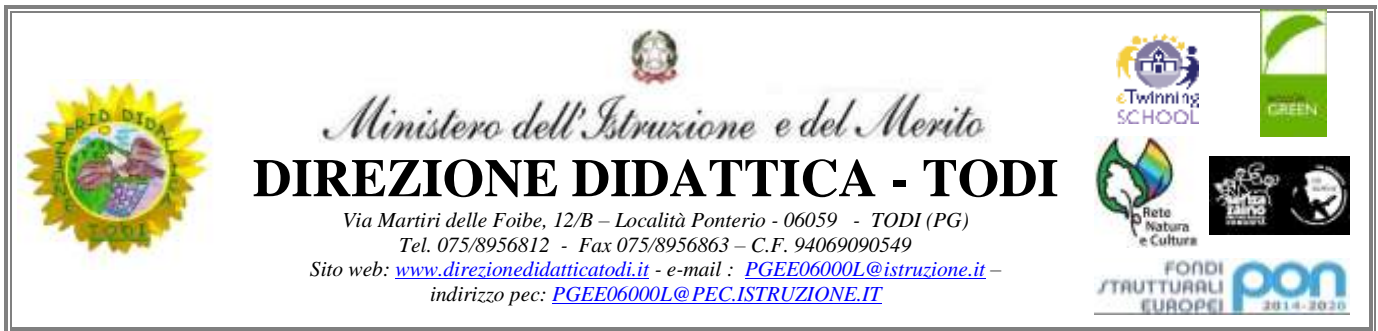 Ministero dell'Istruzione e del Merito
DIREZIONE DIDATTICA - TODI
Via Martiri delle Foibe, 12/B – Località Ponterio - 06059 - TODI (PG)
Tel. 075/8956812 - Fax 075/8956863 – C.F. 94069090549
Sito web: www.direzionedidatticatodi.it - e-mail : PGEE06000L@istruzione.it –
indirizzo pec: PGEE06000L@PEC.ISTRUZIONE.IT
TODI
eTwinning
SCHOOL
GREEN
Rete
Natura
e Cultura
senza
zaino
FONDI
STRUTTURALI
EUROPEI
pon
2014-2020